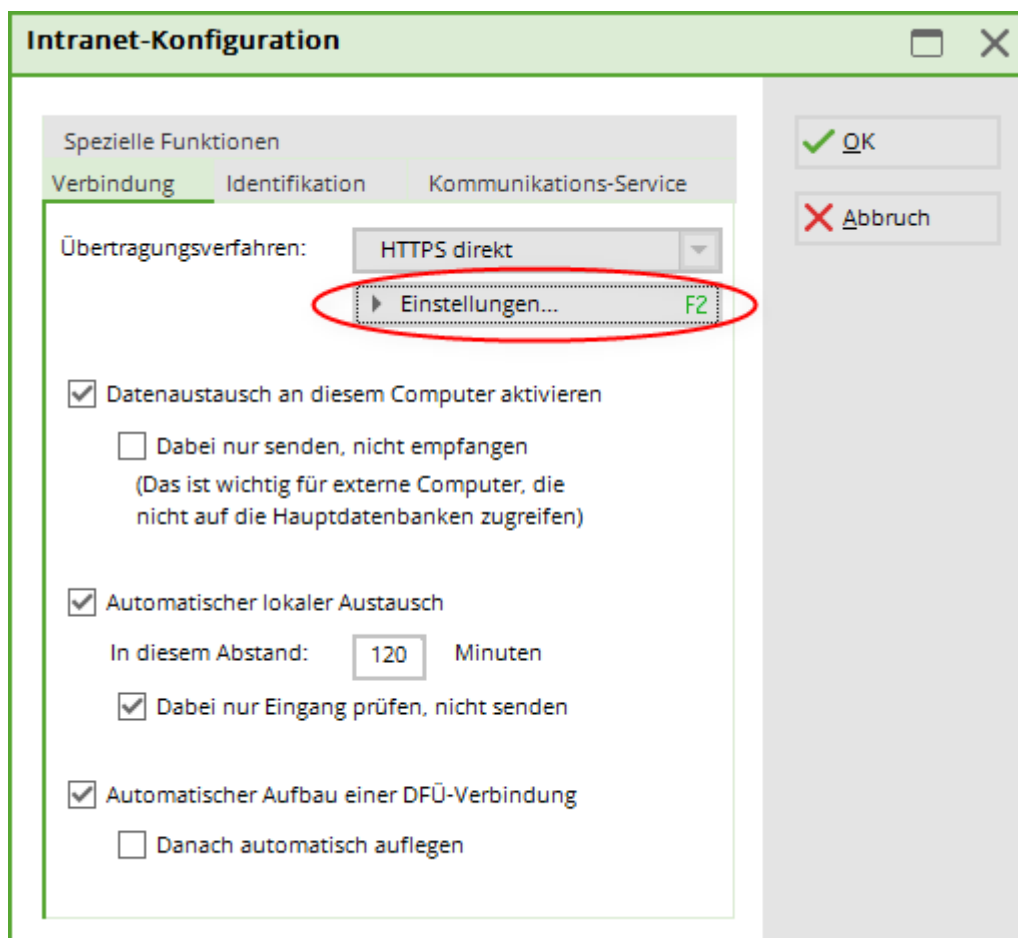 Intranet-Konfiguration
Spezielle Funktionen
Verbindung Identifikation Kommunikations-Service
OK
Abbruch
Übertragungsverfahren: HTTPS direkt
Einstellungen... F2
Datenaustausch an diesem Computer aktivieren
Dabei nur senden, nicht empfangen
(Das ist wichtig für externe Computer, die
nicht auf die Hauptdatenbanken zugreifen)
Automatischer lokaler Austausch
In diesem Abstand: 120 Minuten
Dabei nur Eingang prüfen, nicht senden
Automatischer Aufbau einer DFÜ-Verbindung
Danach automatisch auflegen